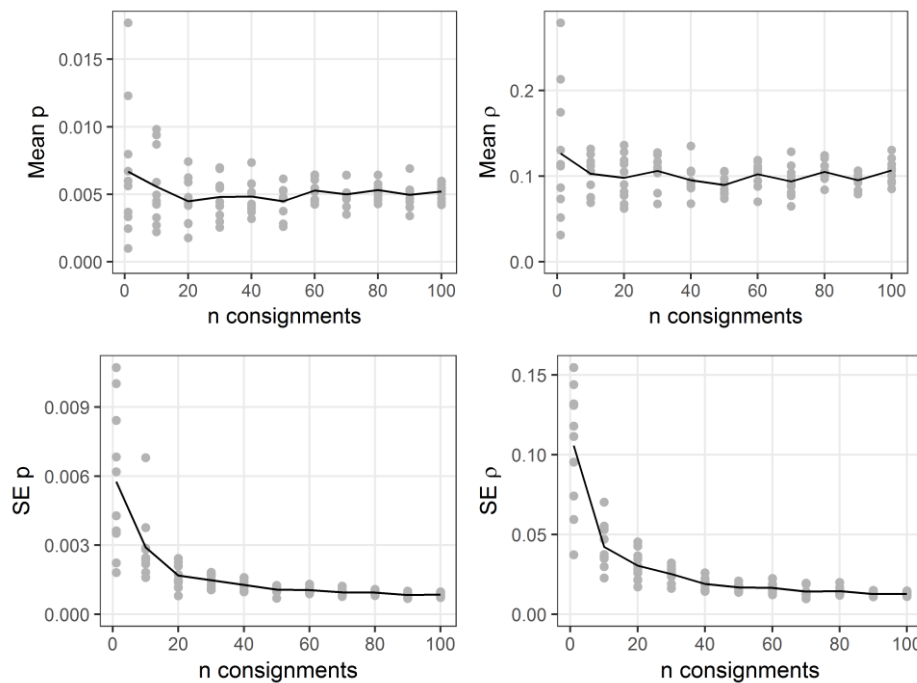 Mean p
0.015
0.010
0.005
0.000
0 20 40 60 80 100
n consignments
Mean ρ
0.2
0.1
0.0
0 20 40 60 80 100
n consignments
SE p
0.009
0.006
0.003
0.000
0 20 40 60 80 100
n consignments
SE ρ
0.15
0.10
0.05
0.00
0 20 40 60 80 100
n consignments